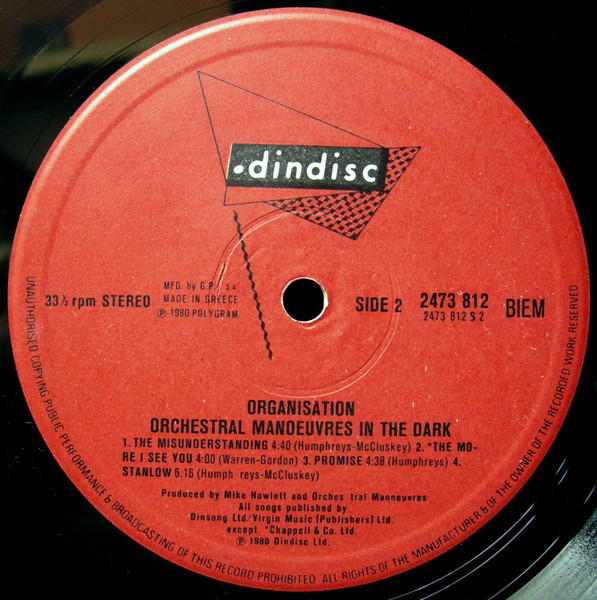 .dindisc
33⅓ rpm STEREO
MFD. by G.P.I. SA
MADE IN GREECE
℗ 1980 POLYGRAM
SIDE 2
2473 812
2473 812 S 2
BIEM
ORGANISATION
ORCHESTRAL MANOEUVRES IN THE DARK
1. THE MISUNDERSTANDING 4:40 (Humphreys-McCluskey) 2. *THE MO-
RE I SEE YOU 4:00 (Warren-Gordon) 3. PROMISE 4:38 (Humphreys) 4.
STANLOW 6:16 (Humph reys-McCluskey)
Produced by Mike Howlett and Orches tral Manneuvres
All songs published by
Dinsong Ltd/Virgin Music (Publishers) Ltd.
except *Chappell & Co. Ltd.
℗ 1980 Dindisc Ltd.
UNAUTHORISED COPYING PUBLIC PERFORMANCE & BROADCASTING OF THIS RECORD PROHIBITED. ALL RIGHTS OF THE MANUFACTURER & OF THE OWNER OF THE RECORDED WORK RESERVED